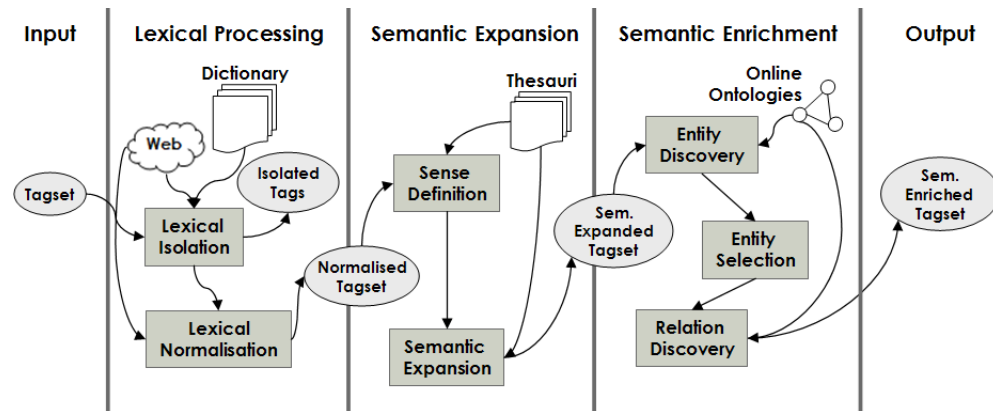 Input
Lexical Processing
Semantic Expansion
Semantic Enrichment
Output
Dictionary
Web
Tagset
Isolated
Tags
Lexical
Isolation
Lexical
Normalisation
Normalised
Tagset
Thesauri
Sense
Definition
Semantic
Expansion
Sem.
Expanded
Tagset
Online
Ontologies
Entity
Discovery
Entity
Selection
Relation
Discovery
Sem.
Enriched
Tagset